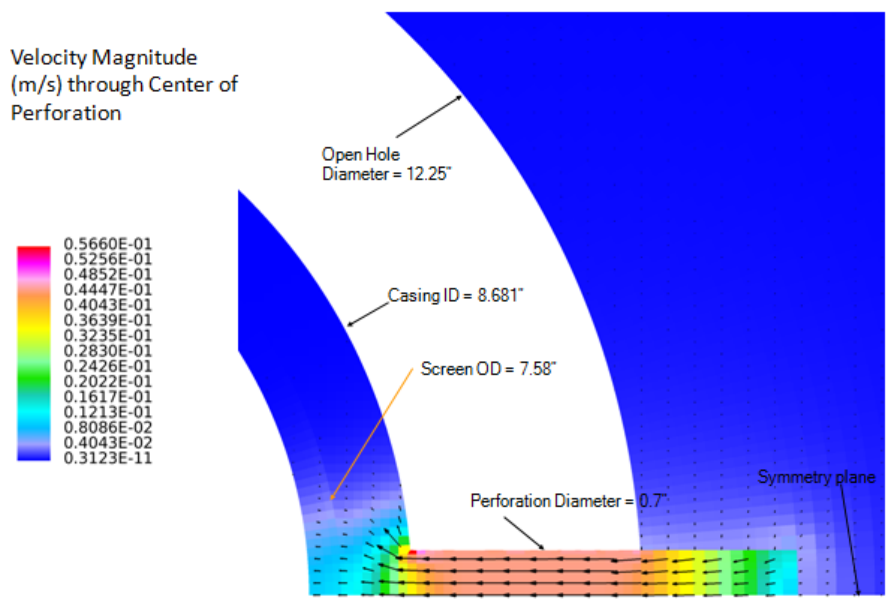 Velocity Magnitude
(m/s) through Center of
Perforation
Open Hole
Diameter = 12.25"
Casing ID = 8.681"
Screen OD = 7.58"
Symmetry plane
Perforation Diameter = 0.7"
0.5660E-01
0.5256E-01
0.4852E-01
0.4447E-01
0.4043E-01
0.3639E-01
0.3235E-01
0.2830E-01
0.2426E-01
0.2022E-01
0.1617E-01
0.1213E-01
0.8086E-02
0.4043E-02
0.3123E-11